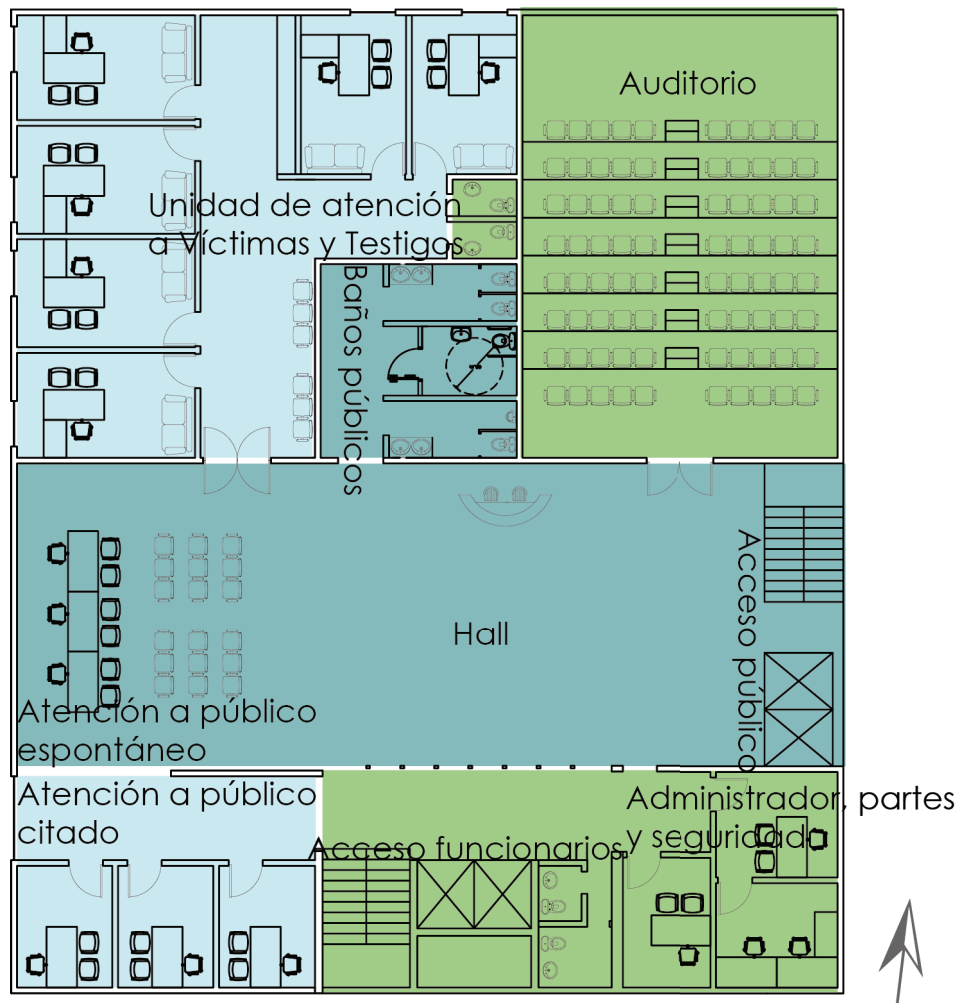 Auditorio
Unidad de atención
a Víctimas y Testigos
Baños públicos
Hall
Acceso público
Atención a público
espontáneo
Atención a público
citado
Administrador, partes
y seguridad
Acceso funcionarios